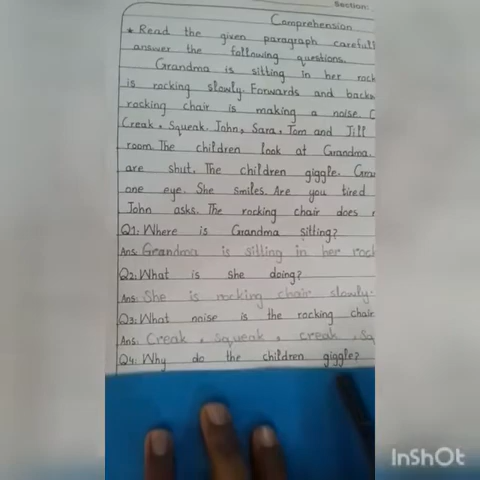 Section:
Comprehension
* Read the given paragraph carefull
answer the following questions.
Grandma is sitting in her rock
is rocking slowly. Forwards and backw
rocking chair is making a noise. C
Creak, Squeak. John, Sara, Tom and Jill
room. The children look at Grandma.
are shut. The children giggle. Gra
one eye. She smiles. Are you tired
John asks. The rocking chair does
Q1: Where is Grandma sitting?
Ans: Grandma is sitting in her rock
Q2: What is she doing?
Ans: She is rocking chair slowly.
Q3: What noise is the rocking chair
Ans: Creak, squeak, creak, sq
Q4: Why do the children giggle?
InShOt